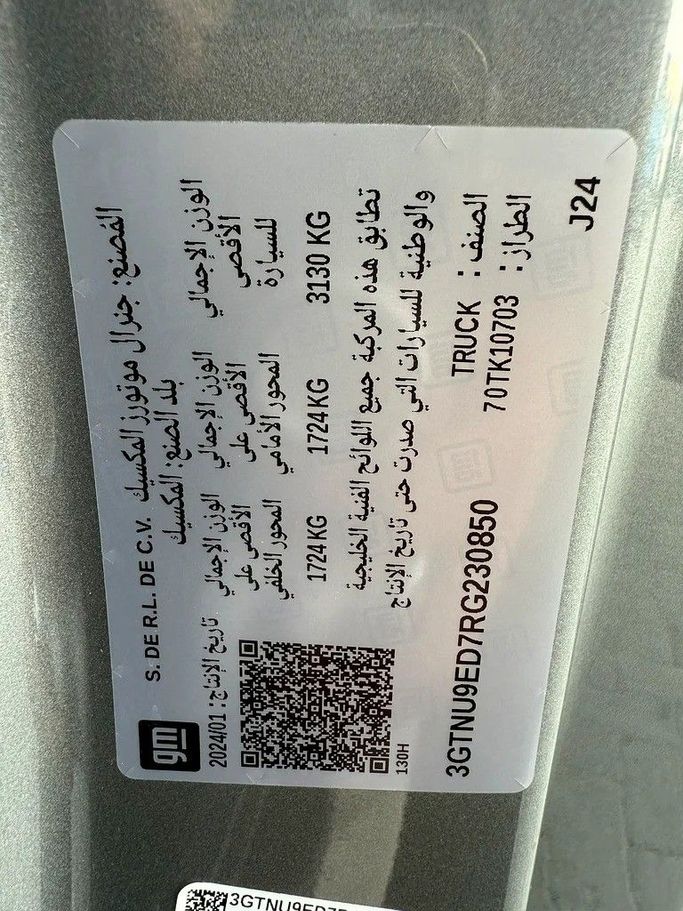 المصنع: جنرال موتورز المكسيك S. DE R.L. DE C.V.
بلد الصنع: المكسيك
gm
تاريخ الإنتاج: 2024/01
الوزن الإجمالي الأقصى للسيارة
3130 KG
الوزن الإجمالي الأقصى على المحور الأمامي
1724 KG
الوزن الإجمالي الأقصى على المحور الخلفي
1724 KG
تطابق هذه المركبة جميع اللوائح الفنية الخليجية
والوطنية للسيارات التي صدرت حتى تاريخ الإنتاج
130H
الصنف : TRUCK
الطراز : 70TK10703
3GTNU9ED7RG230850
J24
3GTNU9ED7